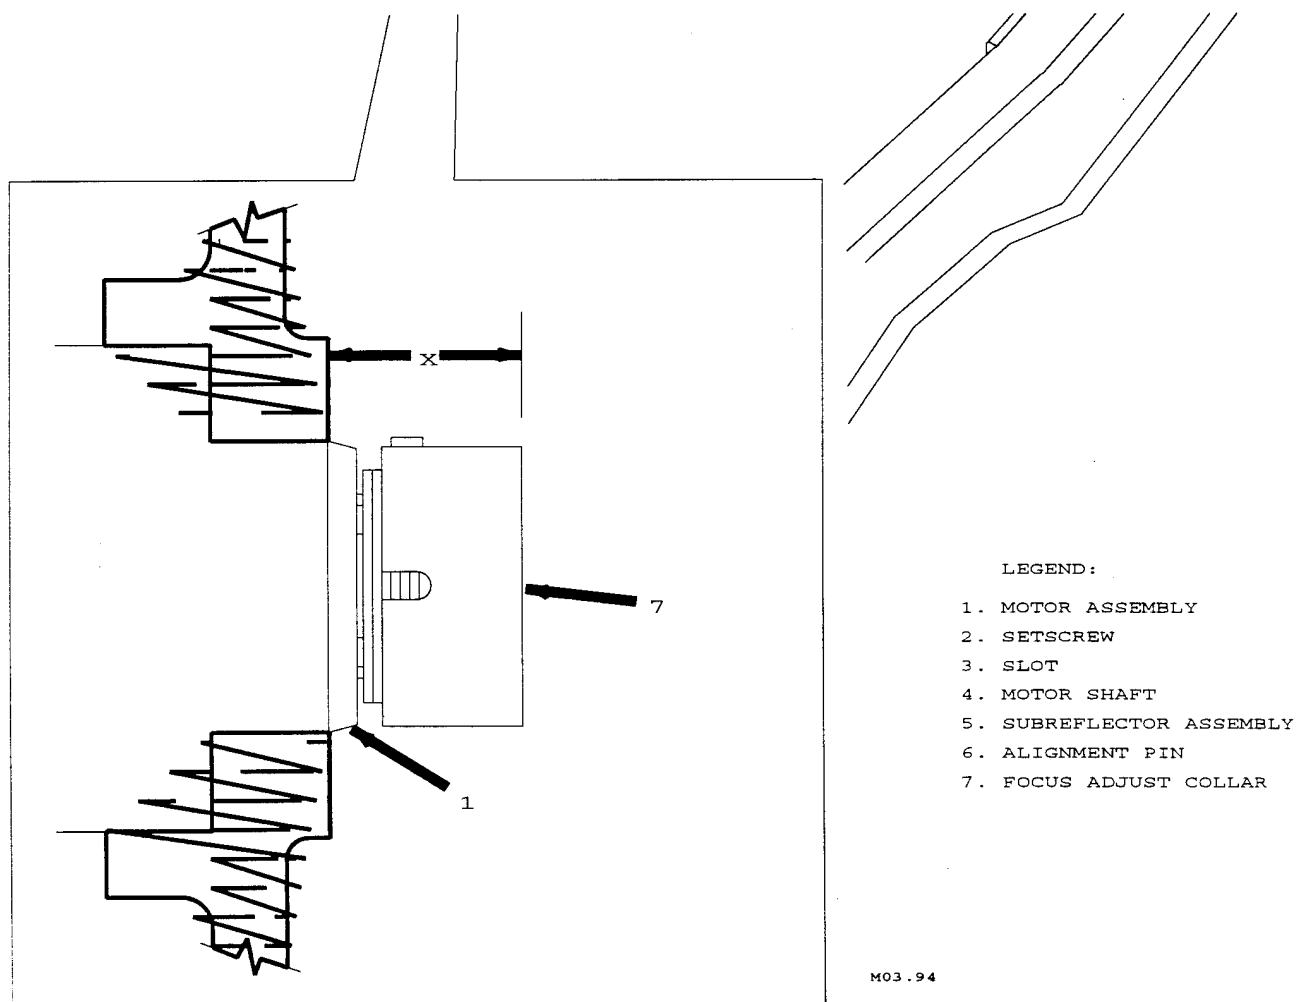 X
7
1
LEGEND:
1. MOTOR ASSEMBLY
2. SETSCREW
3. SLOT
4. MOTOR SHAFT
5. SUBREFLECTOR ASSEMBLY
6. ALIGNMENT PIN
7. FOCUS ADJUST COLLAR
M03.94